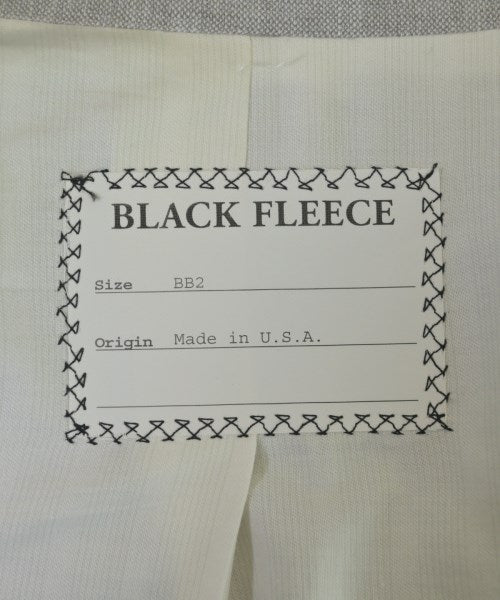 BLACK FLEECE
Size BB2
Origin Made in U.S.A.